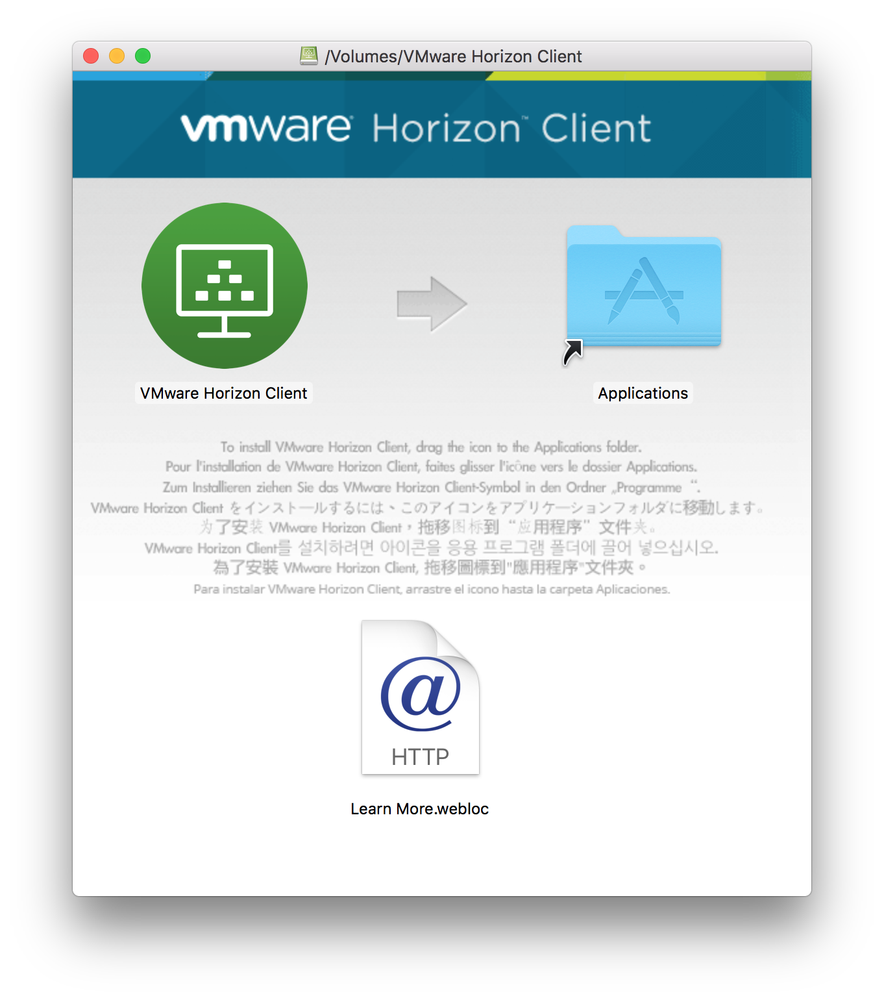 /Volumes/VMware Horizon Client
vmware® Horizon™ Client
VMware Horizon Client
Applications
To install VMware Horizon Client, drag the icon to the Applications folder.
Pour l'installation de VMware Horizon Client, faites glisser l'icône vers le dossier Applications.
Zum Installieren ziehen Sie das VMware Horizon Client-Symbol in den Ordner „Programme “.
VMware Horizon Client をインストールするには、このアイコンをアプリケーションフォルダに移動します。
为了安装 VMware Horizon Client，拖移图标到“应用程序”文件夹。
VMware Horizon Client를 설치하려면 아이콘을 응용 프로그램 폴더에 끌어 넣으십시오.
為了安裝 VMware Horizon Client, 拖移圖標到"應用程序"文件夾。
Para instalar VMware Horizon Client, arrastre el icono hasta la carpeta Aplicaciones.
@
HTTP
Learn More.webloc